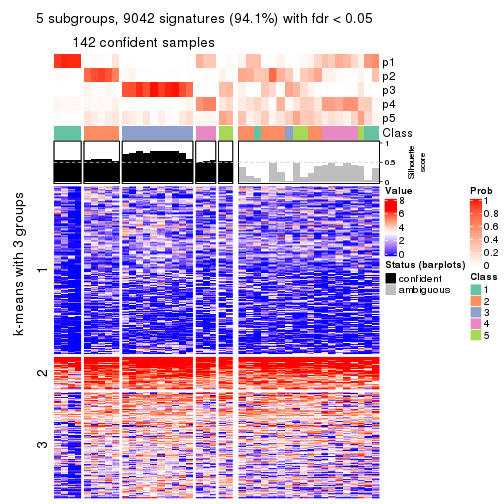 5 subgroups, 9042 signatures (94.1%) with fdr < 0.05
142 confident samples
p1
p2
p3
p4
p5
Class
1
0.5
0
Silhouette
score
k-means with 3 groups
1
2
3
Value
8
6
4
2
0
Status (barplots)
confident
ambiguous
Prob
1
0.8
0.6
0.4
0.2
0
Class
1
2
3
4
5